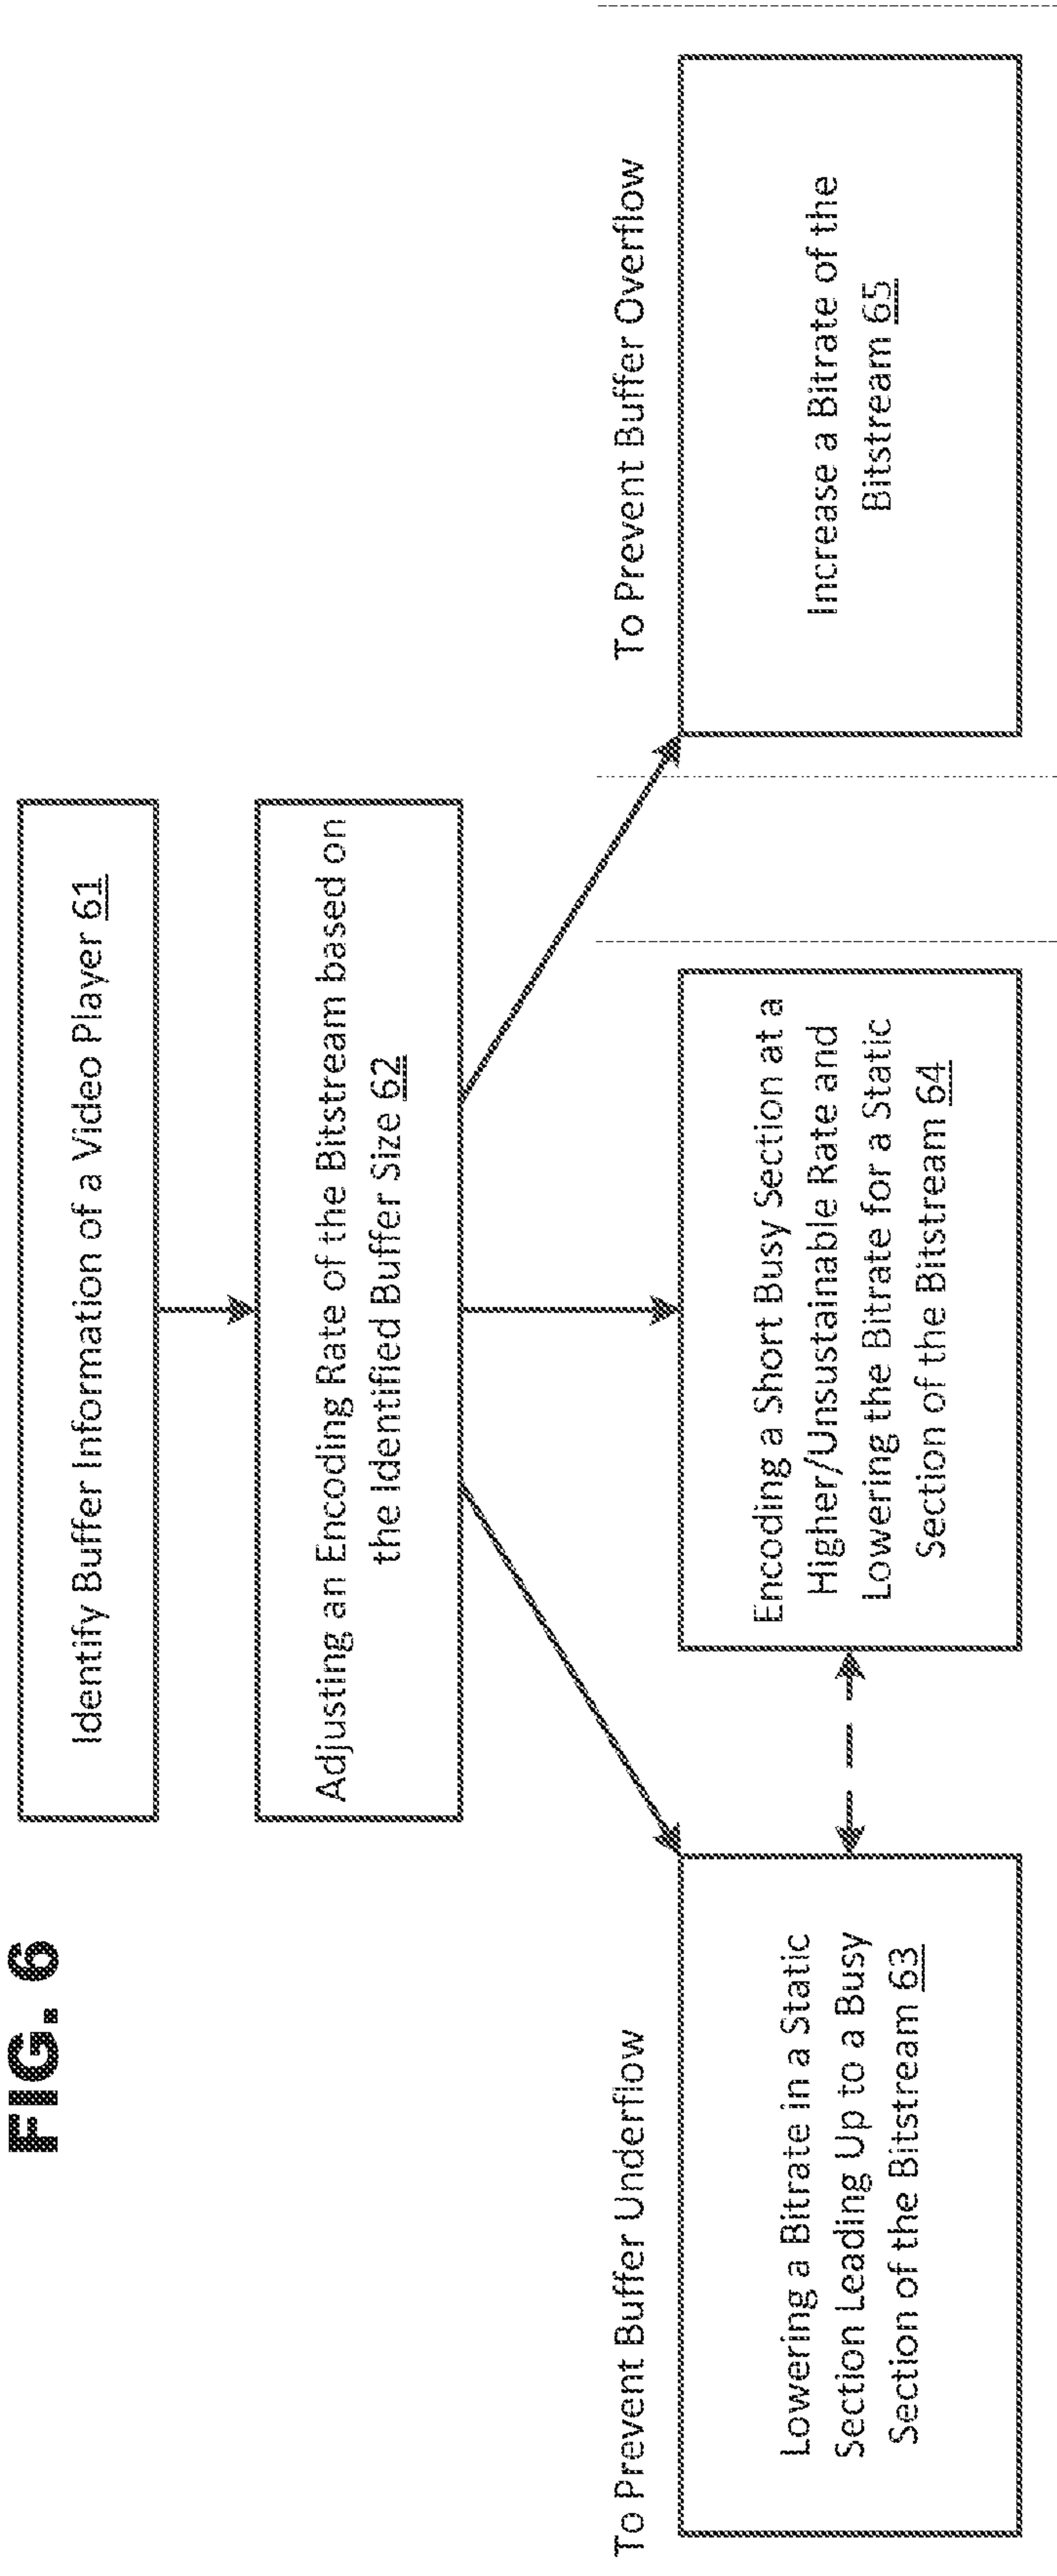 FIG. 6
Identify Buffer Information of a Video Player 61
Adjusting an Encoding Rate of the Bitstream based on
the Identified Buffer Size 62
To Prevent Buffer Underflow
To Prevent Buffer Overflow
Lowering a Bitrate in a Static
Section Leading Up to a Busy
Section of the Bitstream 63
Encoding a Short Busy Section at a
Higher/Unsustainable Rate and
Lowering the Bitrate for a Static
Section of the Bitstream 64
Increase a Bitrate of the
Bitstream 65